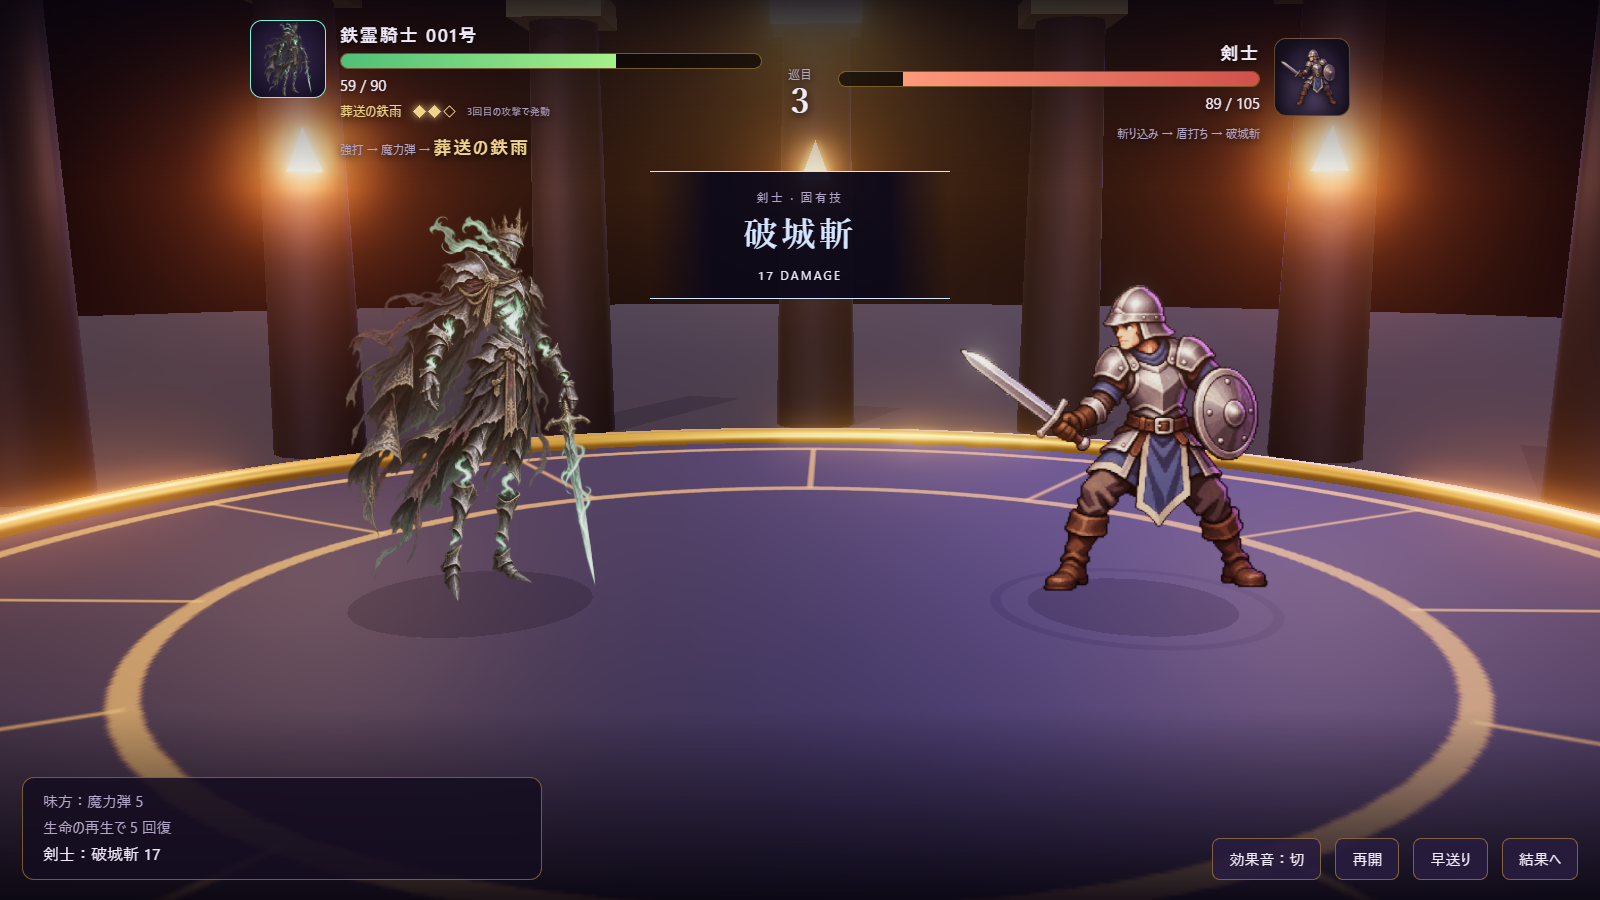 鉄霊騎士 001号
59 / 90
葬送の鉄雨 ◆◆◇ 3回目の攻撃で発動
強打 → 魔力弾 → 葬送の鉄雨
巡目
3
剣士
89 / 105
斬り込み → 盾打ち → 破城斬
剣士 · 固有技
破城斬
17 DAMAGE
味方：魔力弾 5
生命の再生で 5 回復
剣士：破城斬 17
効果音：切
再開
早送り
結果へ